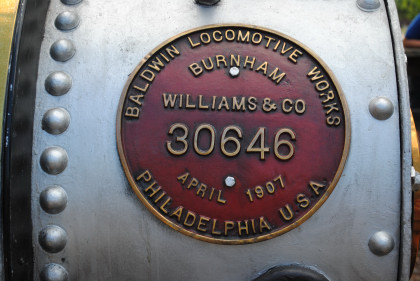 BALDWIN LOCOMOTIVE WORKS
BURNHAM
WILLIAMS & CO
30646
APRIL 1907
PHILADELPHIA U.S.A.